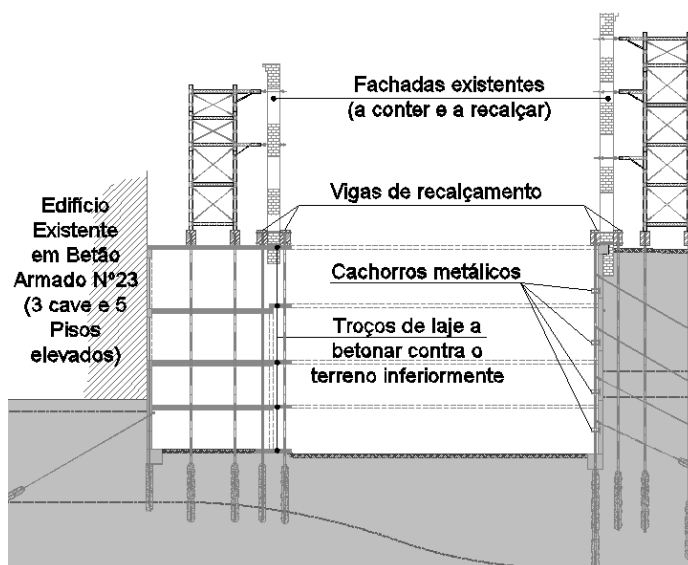 Fachadas existentes
(a conter e a recalçar)
Vigas de recalçamento
Edifício
Existente
em Betão
Armado Nº23
(3 cave e 5
Pisos
elevados)
Cachorros metálicos
Troços de laje a
betonar contra o
terreno inferiormente